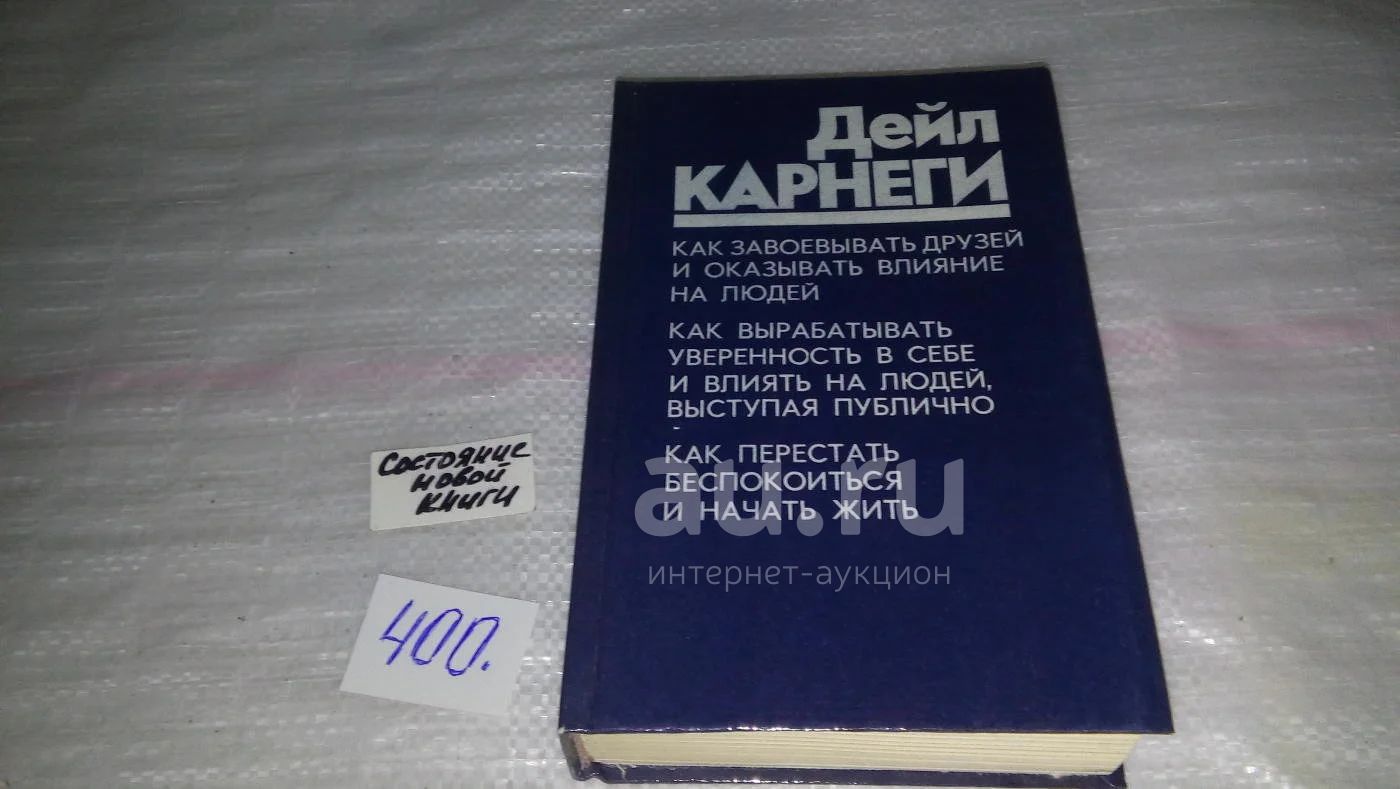 Дейл
КАРНЕГИ
КАК ЗАВОЕВЫВАТЬ ДРУЗЕЙ
И ОКАЗЫВАТЬ ВЛИЯНИЕ
НА ЛЮДЕЙ
КАК ВЫРАБАТЫВАТЬ
УВЕРЕННОСТЬ В СЕБЕ
И ВЛИЯТЬ НА ЛЮДЕЙ,
ВЫСТУПАЯ ПУБЛИЧНО
КАК ПЕРЕСТАТЬ
БЕСПОКОИТЬСЯ
И НАЧАТЬ ЖИТЬ
au.ru
интернет-аукцион
Состояние
новой
книги
400.